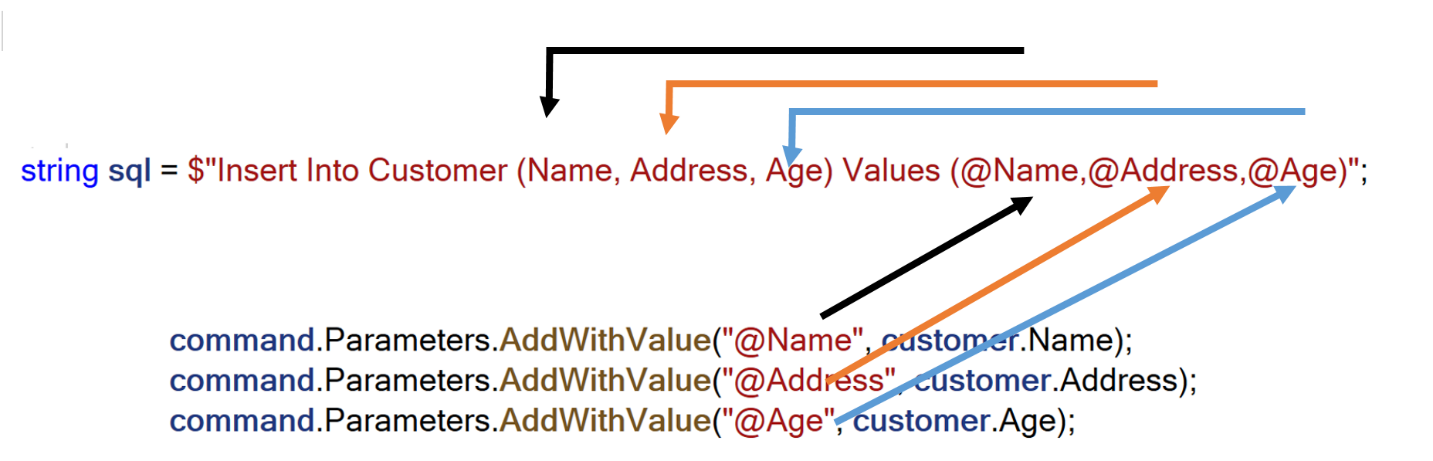 string sql = $"Insert Into Customer (Name, Address, Age) Values (@Name,@Address,@Age)";
command.Parameters.AddWithValue("@Name", customer.Name);
command.Parameters.AddWithValue("@Address", customer.Address);
command.Parameters.AddWithValue("@Age", customer.Age);